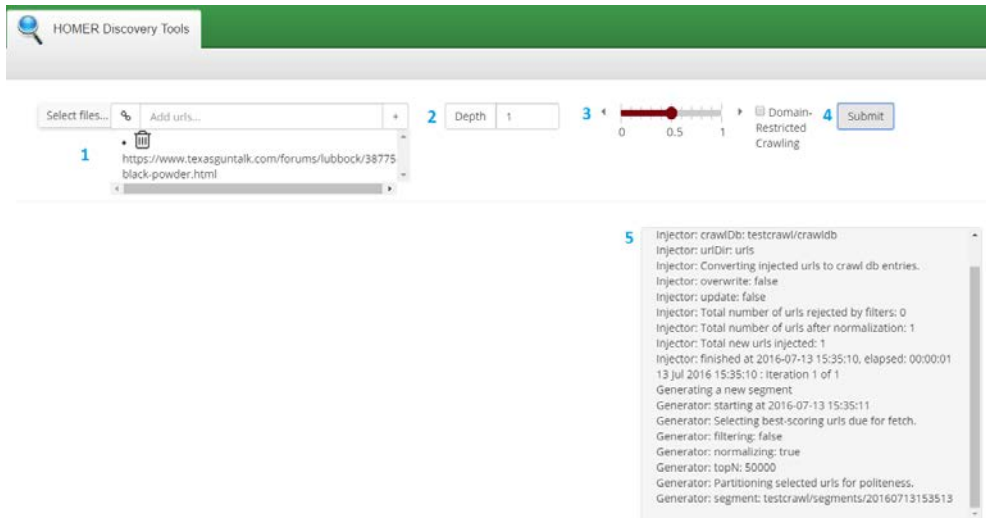 HOMER Discovery Tools
Select files...
Add urls...
+
2
Depth
1
3
0
0.5
1
Domain-
Restricted
Crawling
4
Submit
1
https://www.texasguntalk.com/forums/lubbock/38775
black-powder.html
5
Injector: crawlDb: testcrawl/crawldb
Injector: urlDir: urls
Injector: Converting injected urls to crawl db entries.
Injector: overwrite: false
Injector: update: false
Injector: Total number of urls rejected by filters: 0
Injector: Total number of urls after normalization: 1
Injector: Total new urls injected: 1
Injector: finished at 2016-07-13 15:35:10, elapsed: 00:00:01
13 Jul 2016 15:35:10 : Iteration 1 of 1
Generating a new segment
Generator: starting at 2016-07-13 15:35:11
Generator: Selecting best-scoring urls due for fetch.
Generator: filtering: false
Generator: normalizing: true
Generator: topN: 50000
Generator: Partitioning selected urls for politeness.
Generator: segment: testcrawl/segments/20160713153513